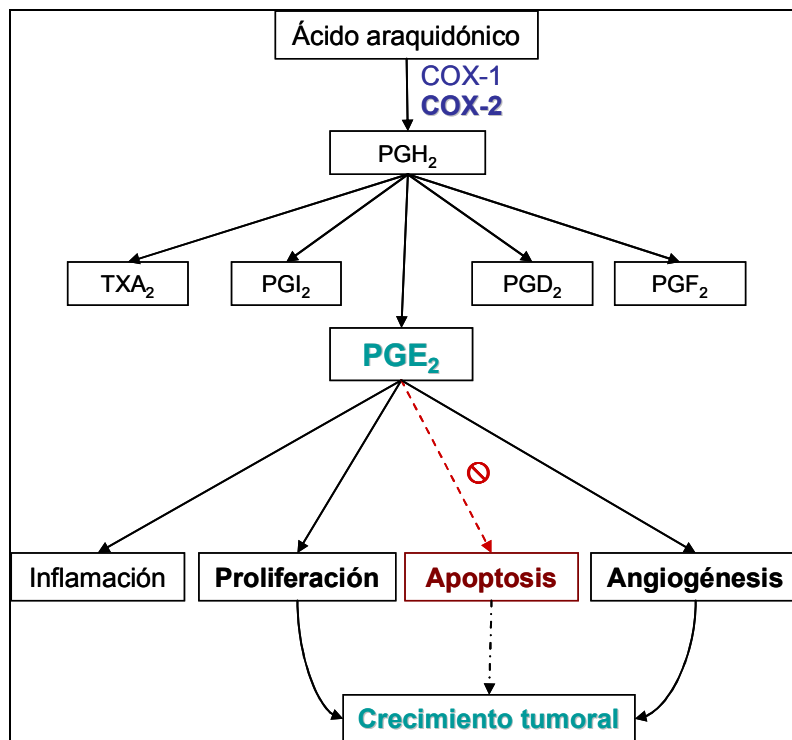 Ácido araquidónico
COX-1
COX-2
PGH₂
TXA₂
PGI₂
PGD₂
PGF₂
PGE₂
Inflamación
Proliferación
Apoptosis
Angiogénesis
Crecimiento tumoral